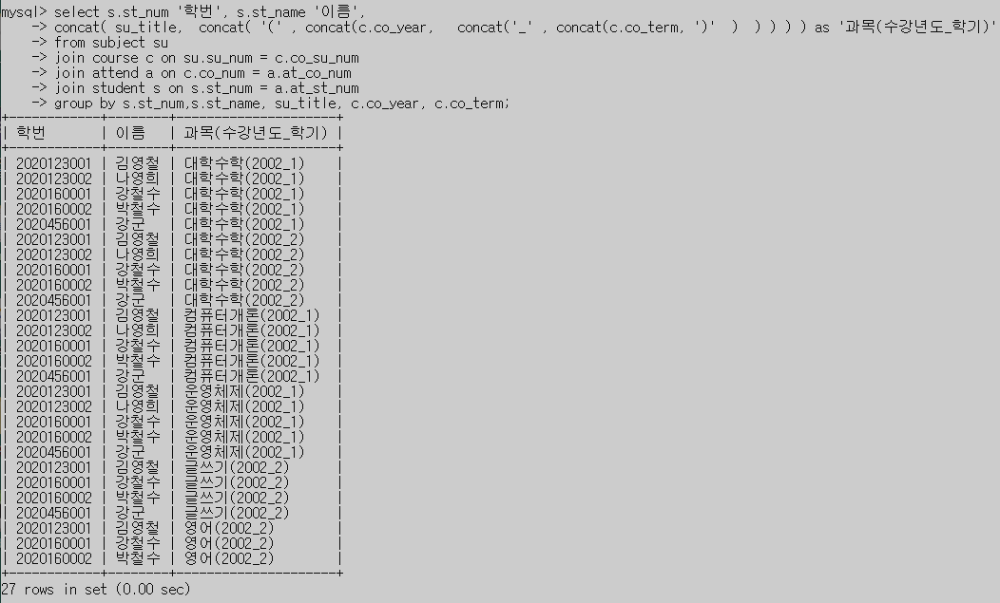 mysql> select s.st_num '학번', s.st_name '이름',
    -> concat( su_title,  concat( '(' , concat(c.co_year,   concat('_' , concat(c.co_term, ')'  )  ) ) ) ) as '과목(수강년도_학기)'
    -> from subject su
    -> join course c on su.su_num = c.co_su_num
    -> join attend a on c.co_num = a.at_co_num
    -> join student s on s.st_num = a.at_st_num
    -> group by s.st_num,s.st_name, su_title, c.co_year, c.co_term;
+------------+--------+---------------------+
| 학번       | 이름   | 과목(수강년도_학기) |
+------------+--------+---------------------+
| 2020123001 | 김영철 | 대학수학(2002_1)    |
| 2020123002 | 나영희 | 대학수학(2002_1)    |
| 2020160001 | 강철수 | 대학수학(2002_1)    |
| 2020160002 | 박철수 | 대학수학(2002_1)    |
| 2020456001 | 강군   | 대학수학(2002_1)    |
| 2020123001 | 김영철 | 대학수학(2002_2)    |
| 2020123002 | 나영희 | 대학수학(2002_2)    |
| 2020160001 | 강철수 | 대학수학(2002_2)    |
| 2020160002 | 박철수 | 대학수학(2002_2)    |
| 2020456001 | 강군   | 대학수학(2002_2)    |
| 2020123001 | 김영철 | 컴퓨터개론(2002_1)  |
| 2020123002 | 나영희 | 컴퓨터개론(2002_1)  |
| 2020160001 | 강철수 | 컴퓨터개론(2002_1)  |
| 2020160002 | 박철수 | 컴퓨터개론(2002_1)  |
| 2020456001 | 강군   | 컴퓨터개론(2002_1)  |
| 2020123001 | 김영철 | 운영체제(2002_1)    |
| 2020123002 | 나영희 | 운영체제(2002_1)    |
| 2020160001 | 강철수 | 운영체제(2002_1)    |
| 2020160002 | 박철수 | 운영체제(2002_1)    |
| 2020456001 | 강군   | 운영체제(2002_1)    |
| 2020123001 | 김영철 | 글쓰기(2002_2)      |
| 2020160001 | 강철수 | 글쓰기(2002_2)      |
| 2020160002 | 박철수 | 글쓰기(2002_2)      |
| 2020456001 | 강군   | 글쓰기(2002_2)      |
| 2020123001 | 김영철 | 영어(2002_2)        |
| 2020160001 | 강철수 | 영어(2002_2)        |
| 2020160002 | 박철수 | 영어(2002_2)        |
+------------+--------+---------------------+
27 rows in set (0.00 sec)